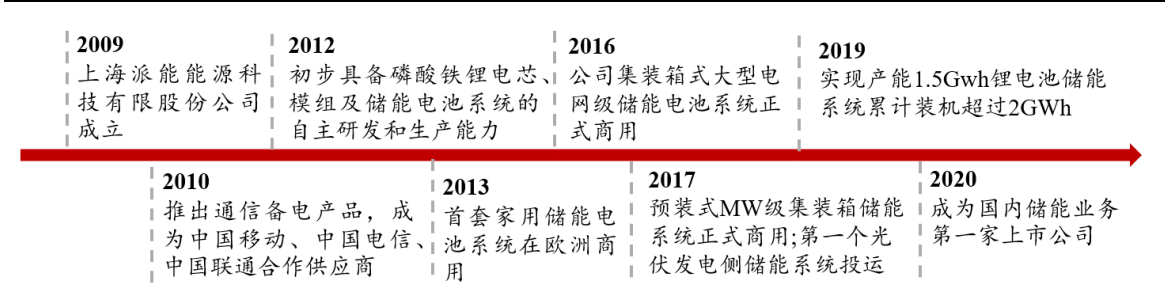 2009
上海派能能源科
技有限股份公司
成立
2012
初步具备磷酸铁锂电芯、
模组及储能电池系统的
自主研发和生产能力
2016
公司集装箱式大型电
网级储能电池系统正
式商用
2019
实现产能1.5Gwh锂电池储能
系统累计装机超过2GWh
2010
推出通信备电产品，成
为中国移动、中国电信、
中国联通合作供应商
2013
首套家用储能电
池系统在欧洲商
用
2017
预装式MW级集装箱储能
系统正式商用;第一个光
伏发电侧储能系统投运
2020
成为国内储能业务
第一家上市公司